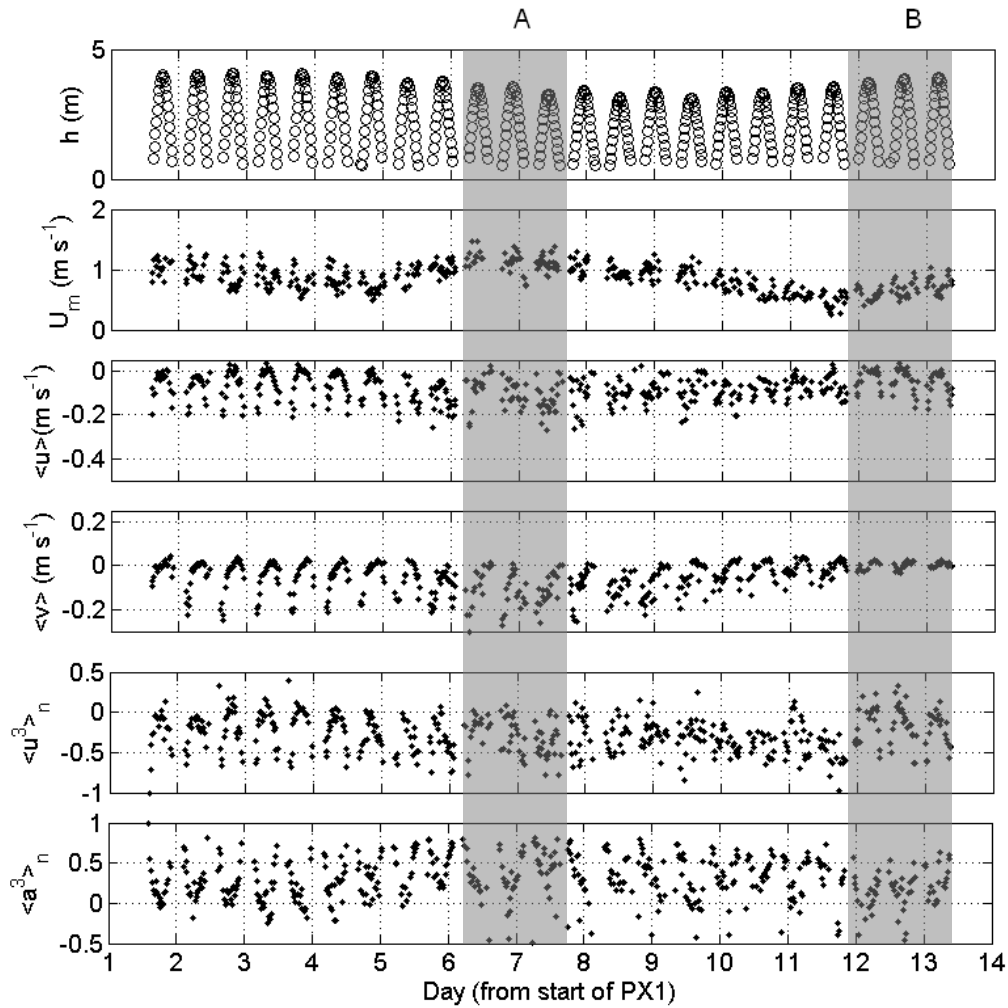 A B
5
0
h (m)
2
1
0
U_m (m s^-1)
0
-0.2
-0.4
<u> (m s^-1)
0.2
0
-0.2
<v> (m s^-1)
0.5
0
-0.5
-1
<u^3>_n
1
0.5
0
-0.5
<a^3>_n
1 2 3 4 5 6 7 8 9 10 11 12 13 14
Day (from start of PX1)